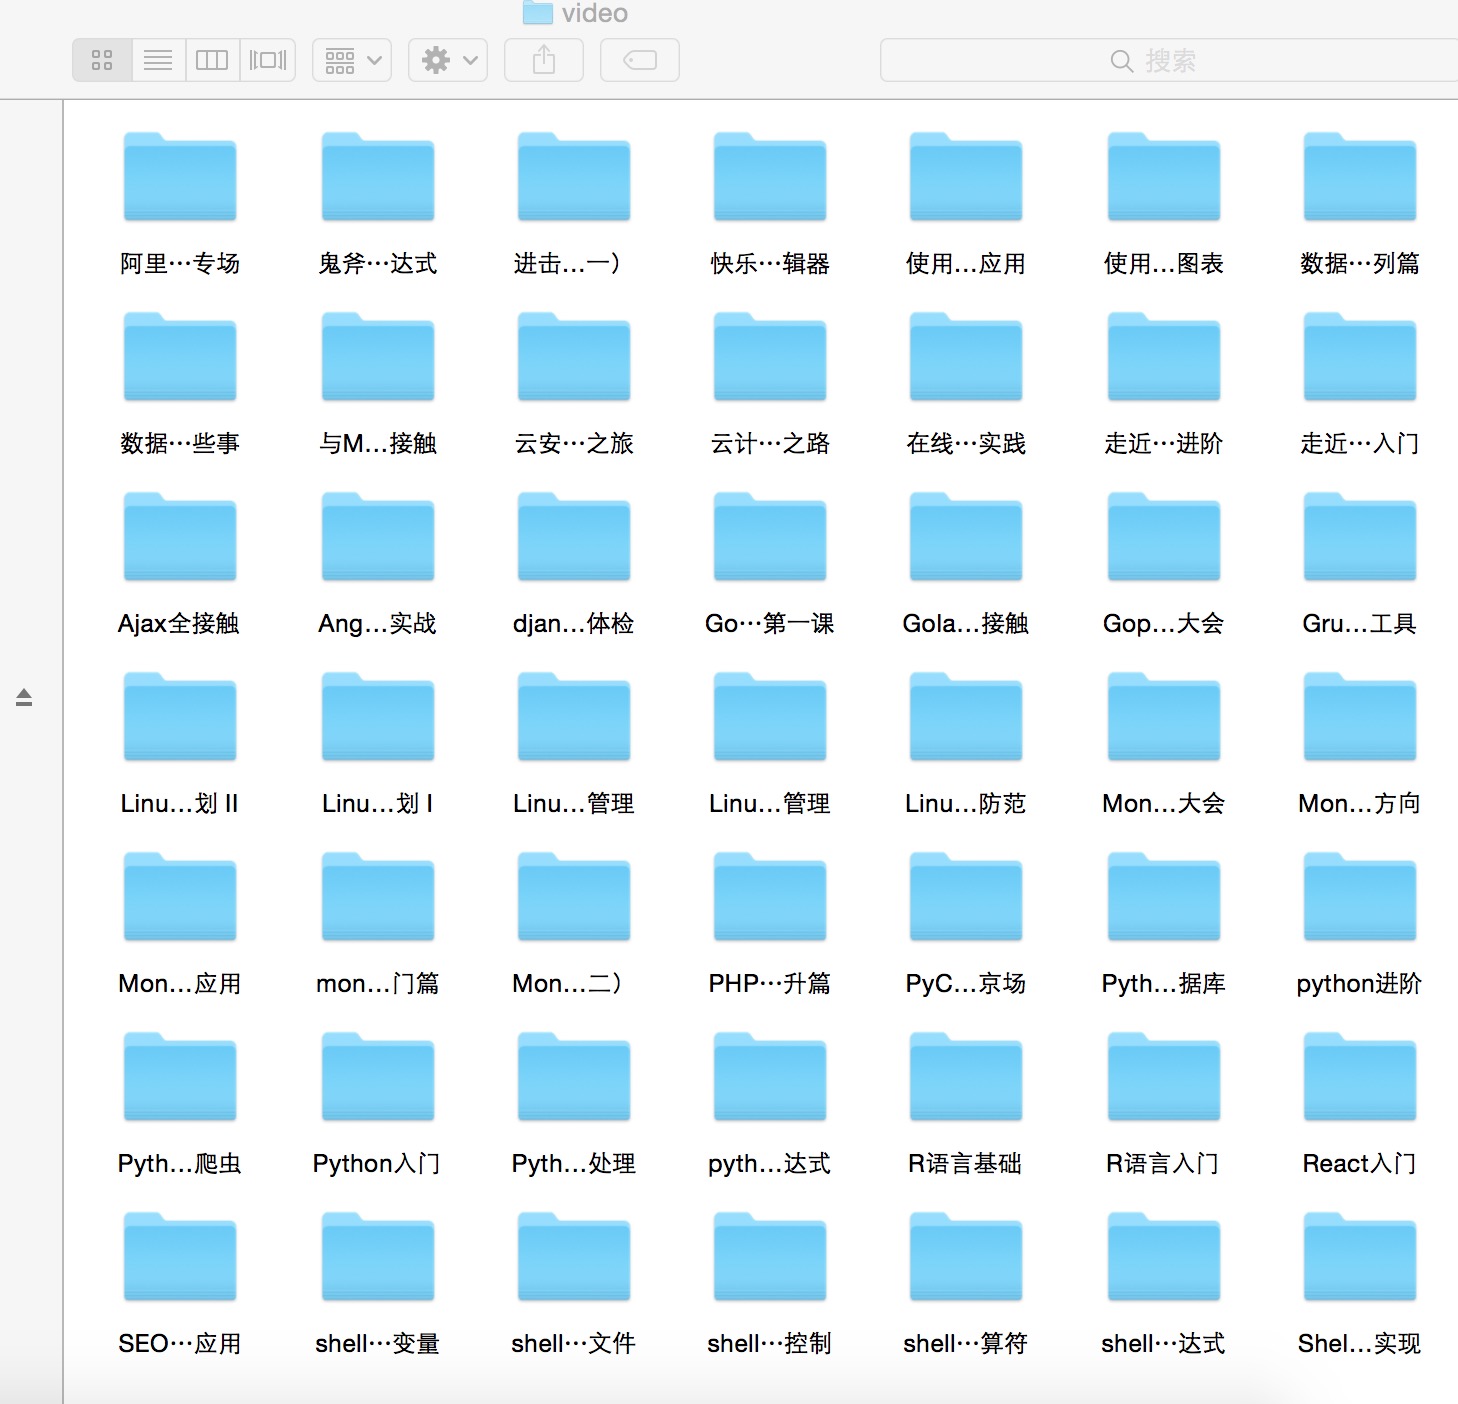 video
搜索
阿里…专场 鬼斧…达式 进击...一） 快乐…辑器 使用...应用 使用...图表 数据…列篇
数据…些事 与M...接触 云安…之旅 云计…之路 在线…实践 走近…进阶 走近…入门
Ajax全接触 Ang...实战 djan...体检 Go…第一课 Gola...接触 Gop...大会 Gru...工具
Linu...划 II Linu...划 I Linu...管理 Linu...管理 Linu...防范 Mon...大会 Mon...方向
Mon...应用 mon...门篇 Mon...二） PHP…升篇 PyC...京场 Pyth...据库 python进阶
Pyth...爬虫 Python入门 Pyth...处理 pyth...达式 R语言基础 R语言入门 React入门
SEO…应用 shell…变量 shell…文件 shell…控制 shell…算符 shell…达式 Shel...实现